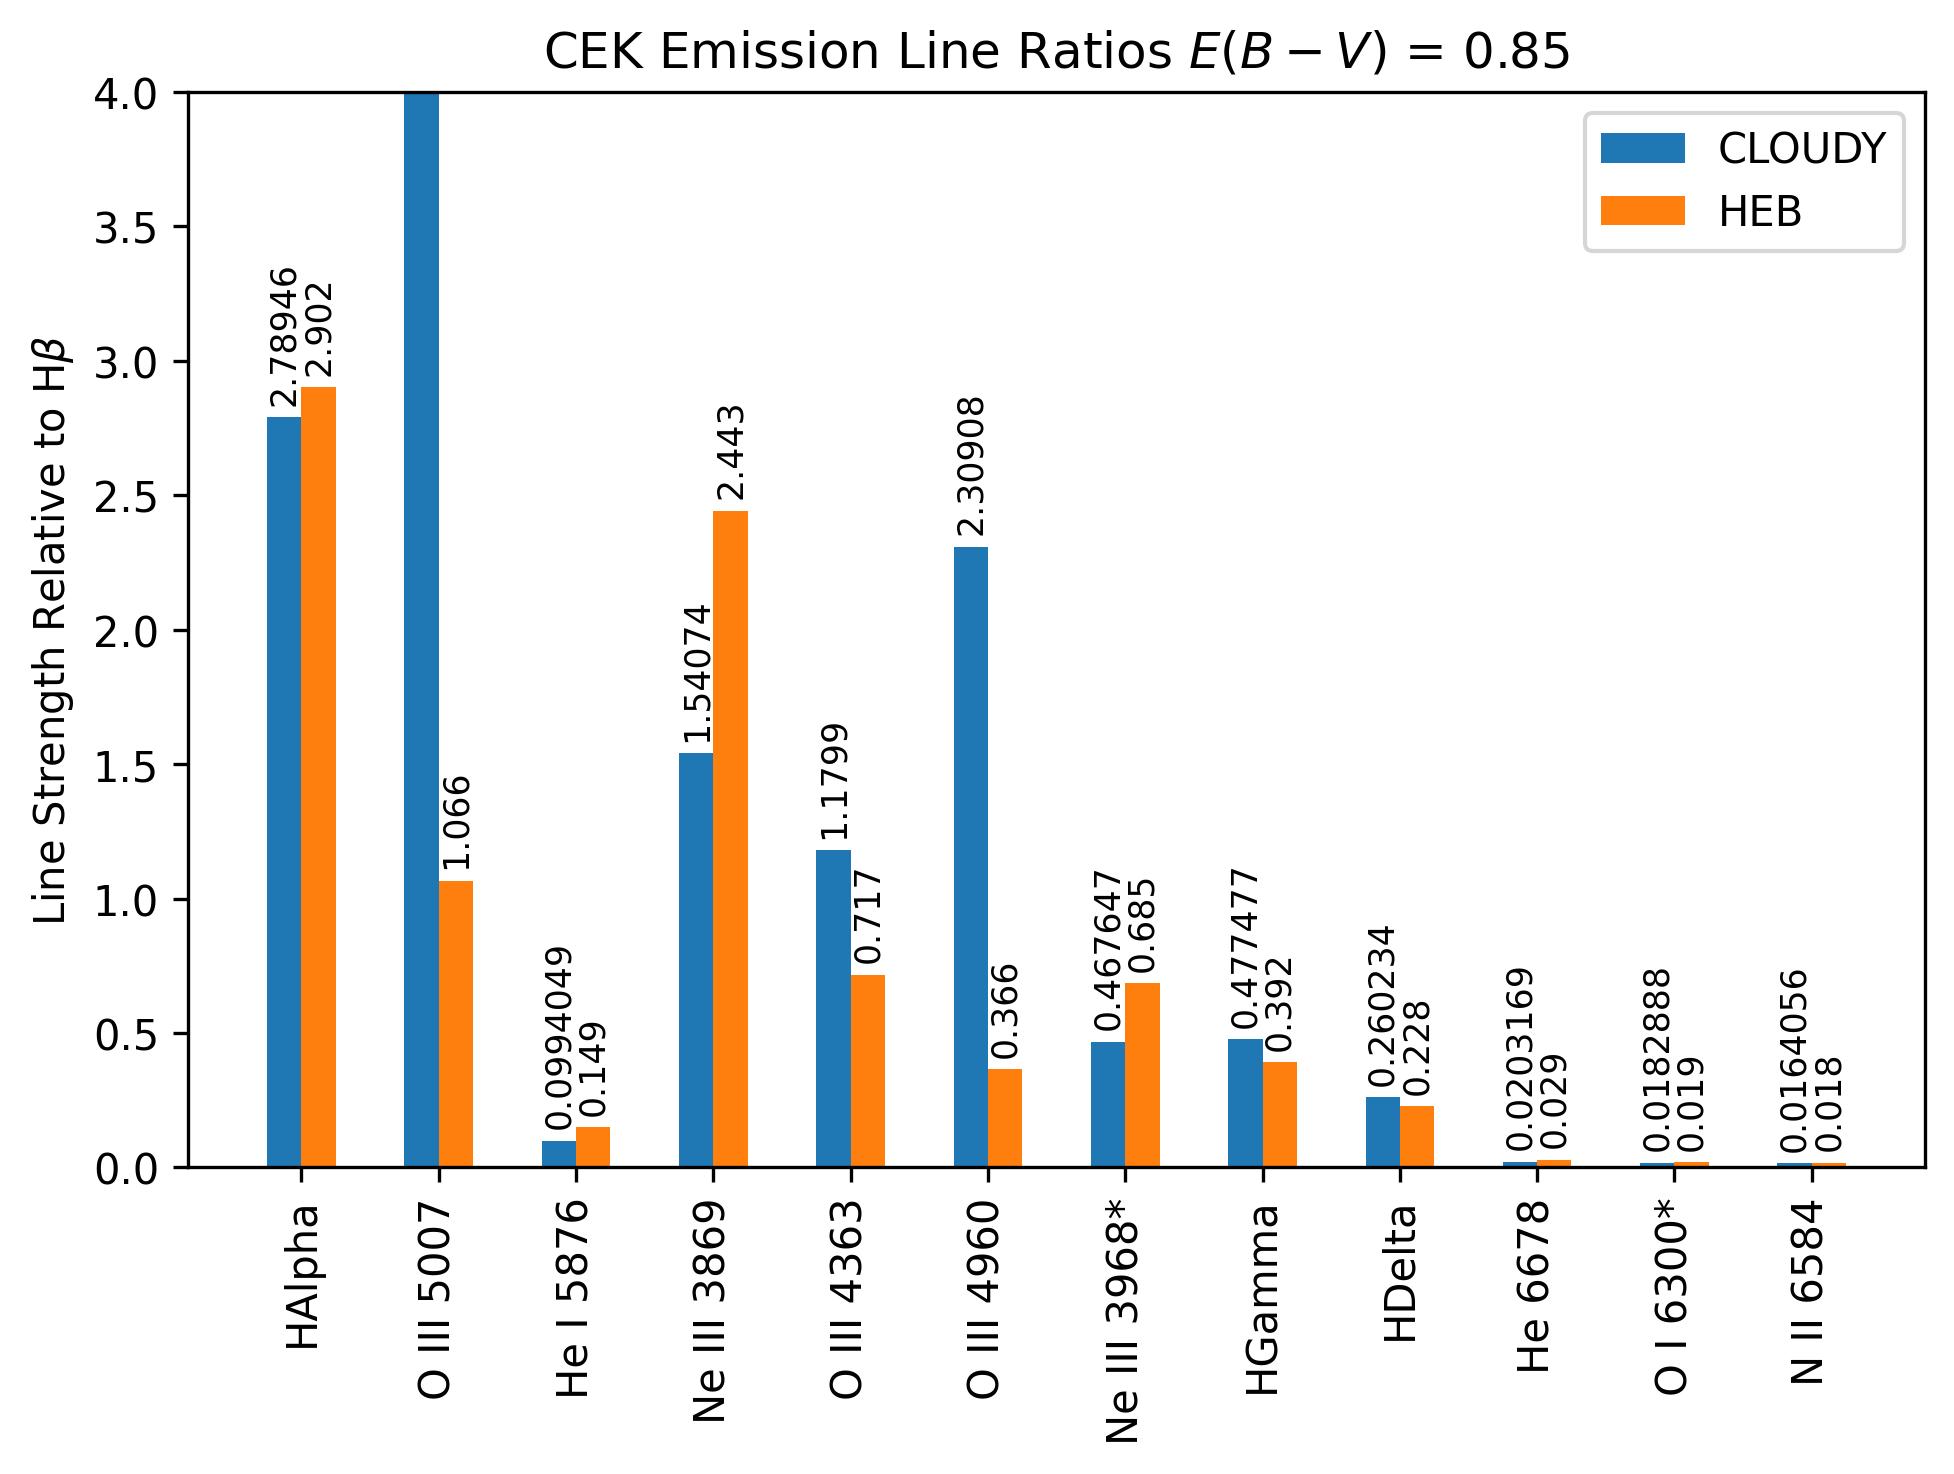 CEK Emission Line Ratios E(B − V) = 0.85
Line Strength Relative to Hβ
4.0
3.5
3.0
2.5
2.0
1.5
1.0
0.5
0.0
CLOUDY
HEB
2.78946
2.902
1.066
0.0994049
0.149
1.54074
2.443
1.1799
0.717
2.30908
0.366
0.467647
0.685
0.477477
0.392
0.260234
0.228
0.0203169
0.029
0.0182888
0.019
0.0164056
0.018
HAlpha
O III 5007
He I 5876
Ne III 3869
O III 4363
O III 4960
Ne III 3968*
HGamma
HDelta
He 6678
O I 6300*
N II 6584